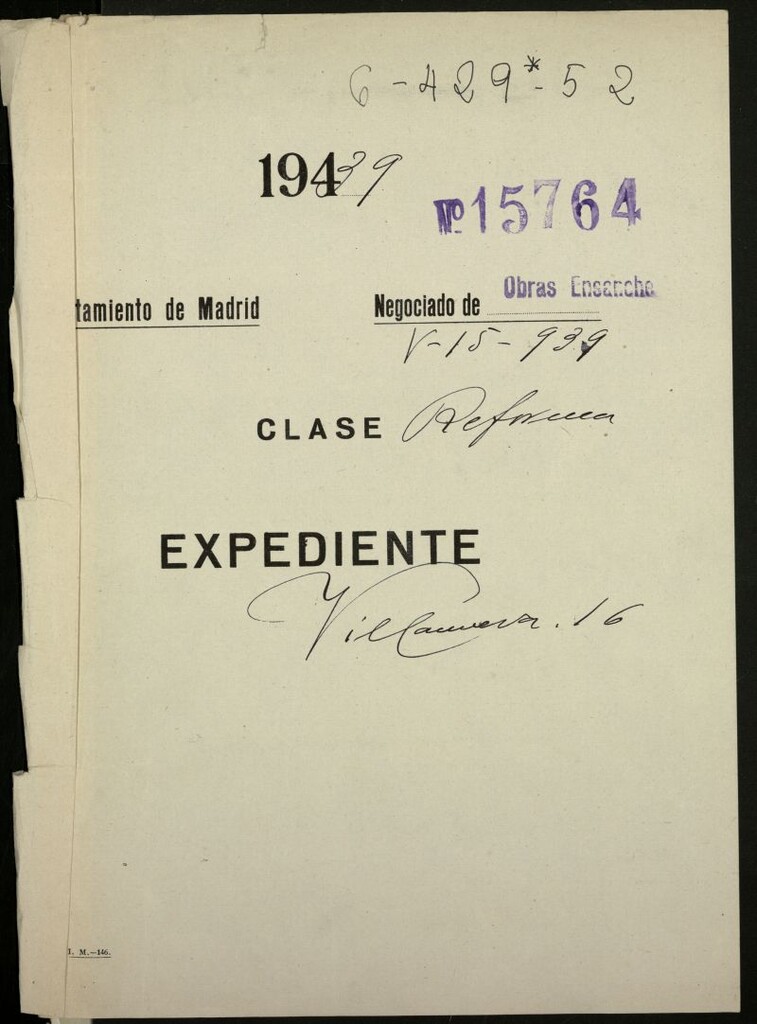 6-429*-52
19439
Nº 15764
tamiento de Madrid
Negociado de Obras Ensanche
V-15-939
CLASE Reforma
EXPEDIENTE
Villanueva. 16
I. M.-146.